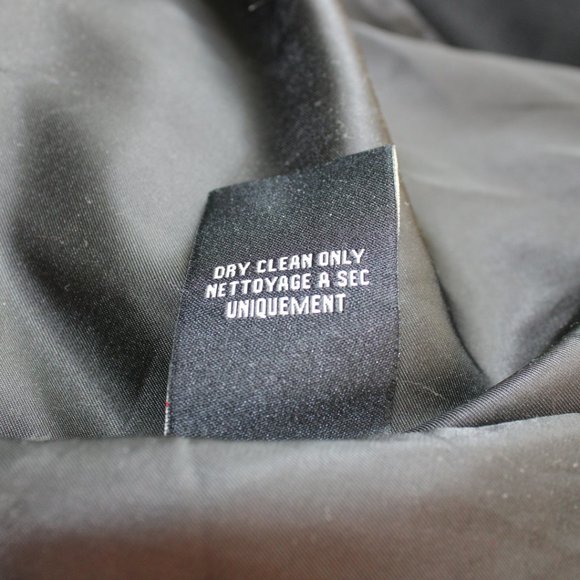 DRY CLEAN ONLY
NETTOYAGE A SEC
UNIQUEMENT